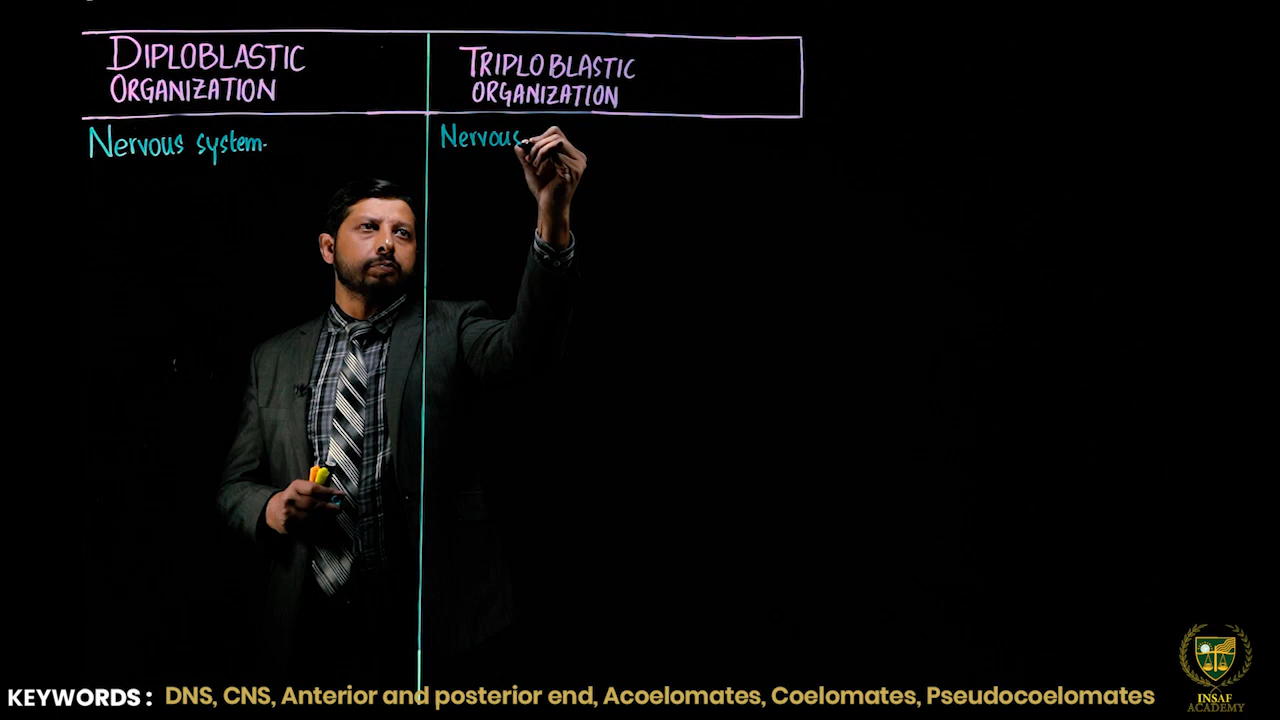 DIPLOBLASTIC
ORGANIZATION
TRIPLOBLASTIC
ORGANIZATION
Nervous system.
Nervous
KEYWORDS : DNS, CNS, Anterior and posterior end, Acoelomates, Coelomates, Pseudocoelomates
INSAF
ACADEMY